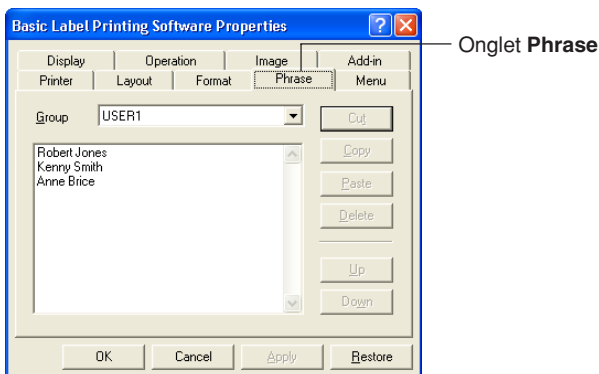 Basic Label Printing Software Properties
Onglet Phrase
Display Operation Image Add-in
Printer Layout Format Phrase Menu
Group USER1 Cut
Robert Jones
Kenny Smith
Anne Brice
Copy
Paste
Delete
Up
Down
OK Cancel Apply Restore